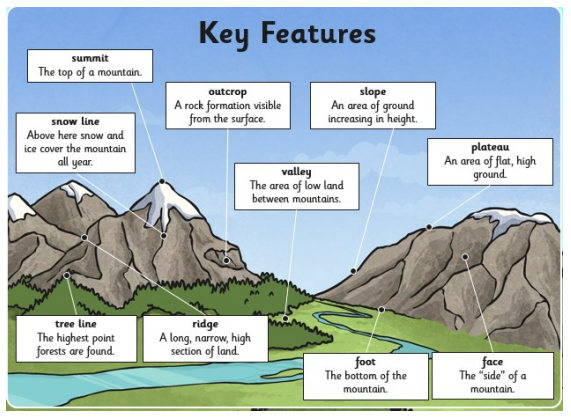 Key Features
summit
The top of a mountain.
outcrop
A rock formation visible
from the surface.
slope
An area of ground
increasing in height.
snow line
Above here snow and
ice cover the mountain
all year.
plateau
An area of flat, high
ground.
valley
The area of low land
between mountains.
tree line
The highest point
forests are found.
ridge
A long, narrow, high
section of land.
foot
The bottom of the
mountain.
face
The “side” of a
mountain.